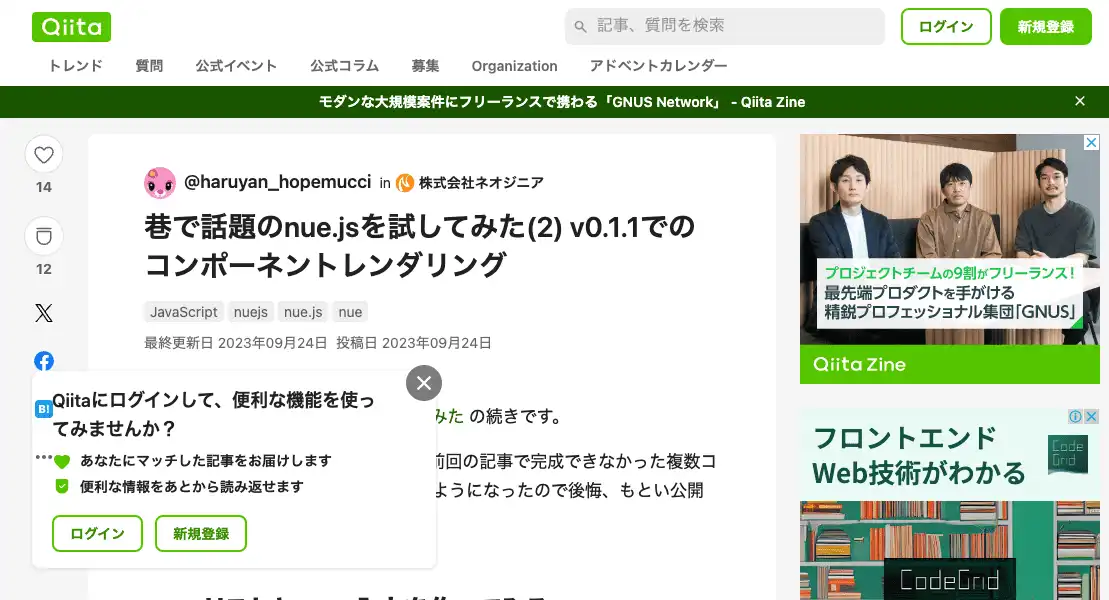 Qiita
記事、質問を検索
ログイン
新規登録
トレンド 質問 公式イベント 公式コラム 募集 Organization アドベントカレンダー
モダンな大規模案件にフリーランスで携わる「GNUS Network」 - Qiita Zine
14
12
@haruyan_hopemucci in 株式会社ネオジニア
巷で話題のnue.jsを試してみた(2) v0.1.1での
コンポーネントレンダリング
JavaScript nuejs nue.js nue
最終更新日 2023年09月24日 投稿日 2023年09月24日
みた の続きです。
前回の記事で完成できなかった複数コ
ようになったので後悔、もとい公開
B!
Qiitaにログインして、便利な機能を使っ
てみませんか？
あなたにマッチした記事をお届けします
便利な情報をあとから読み返せます
ログイン
新規登録
プロジェクトチームの9割がフリーランス！
最先端プロダクトを手がける
精鋭プロフェッショナル集団「GNUS」
Qiita Zine
フロントエンド
Web技術がわかる
Code
Grid
CodeGrid